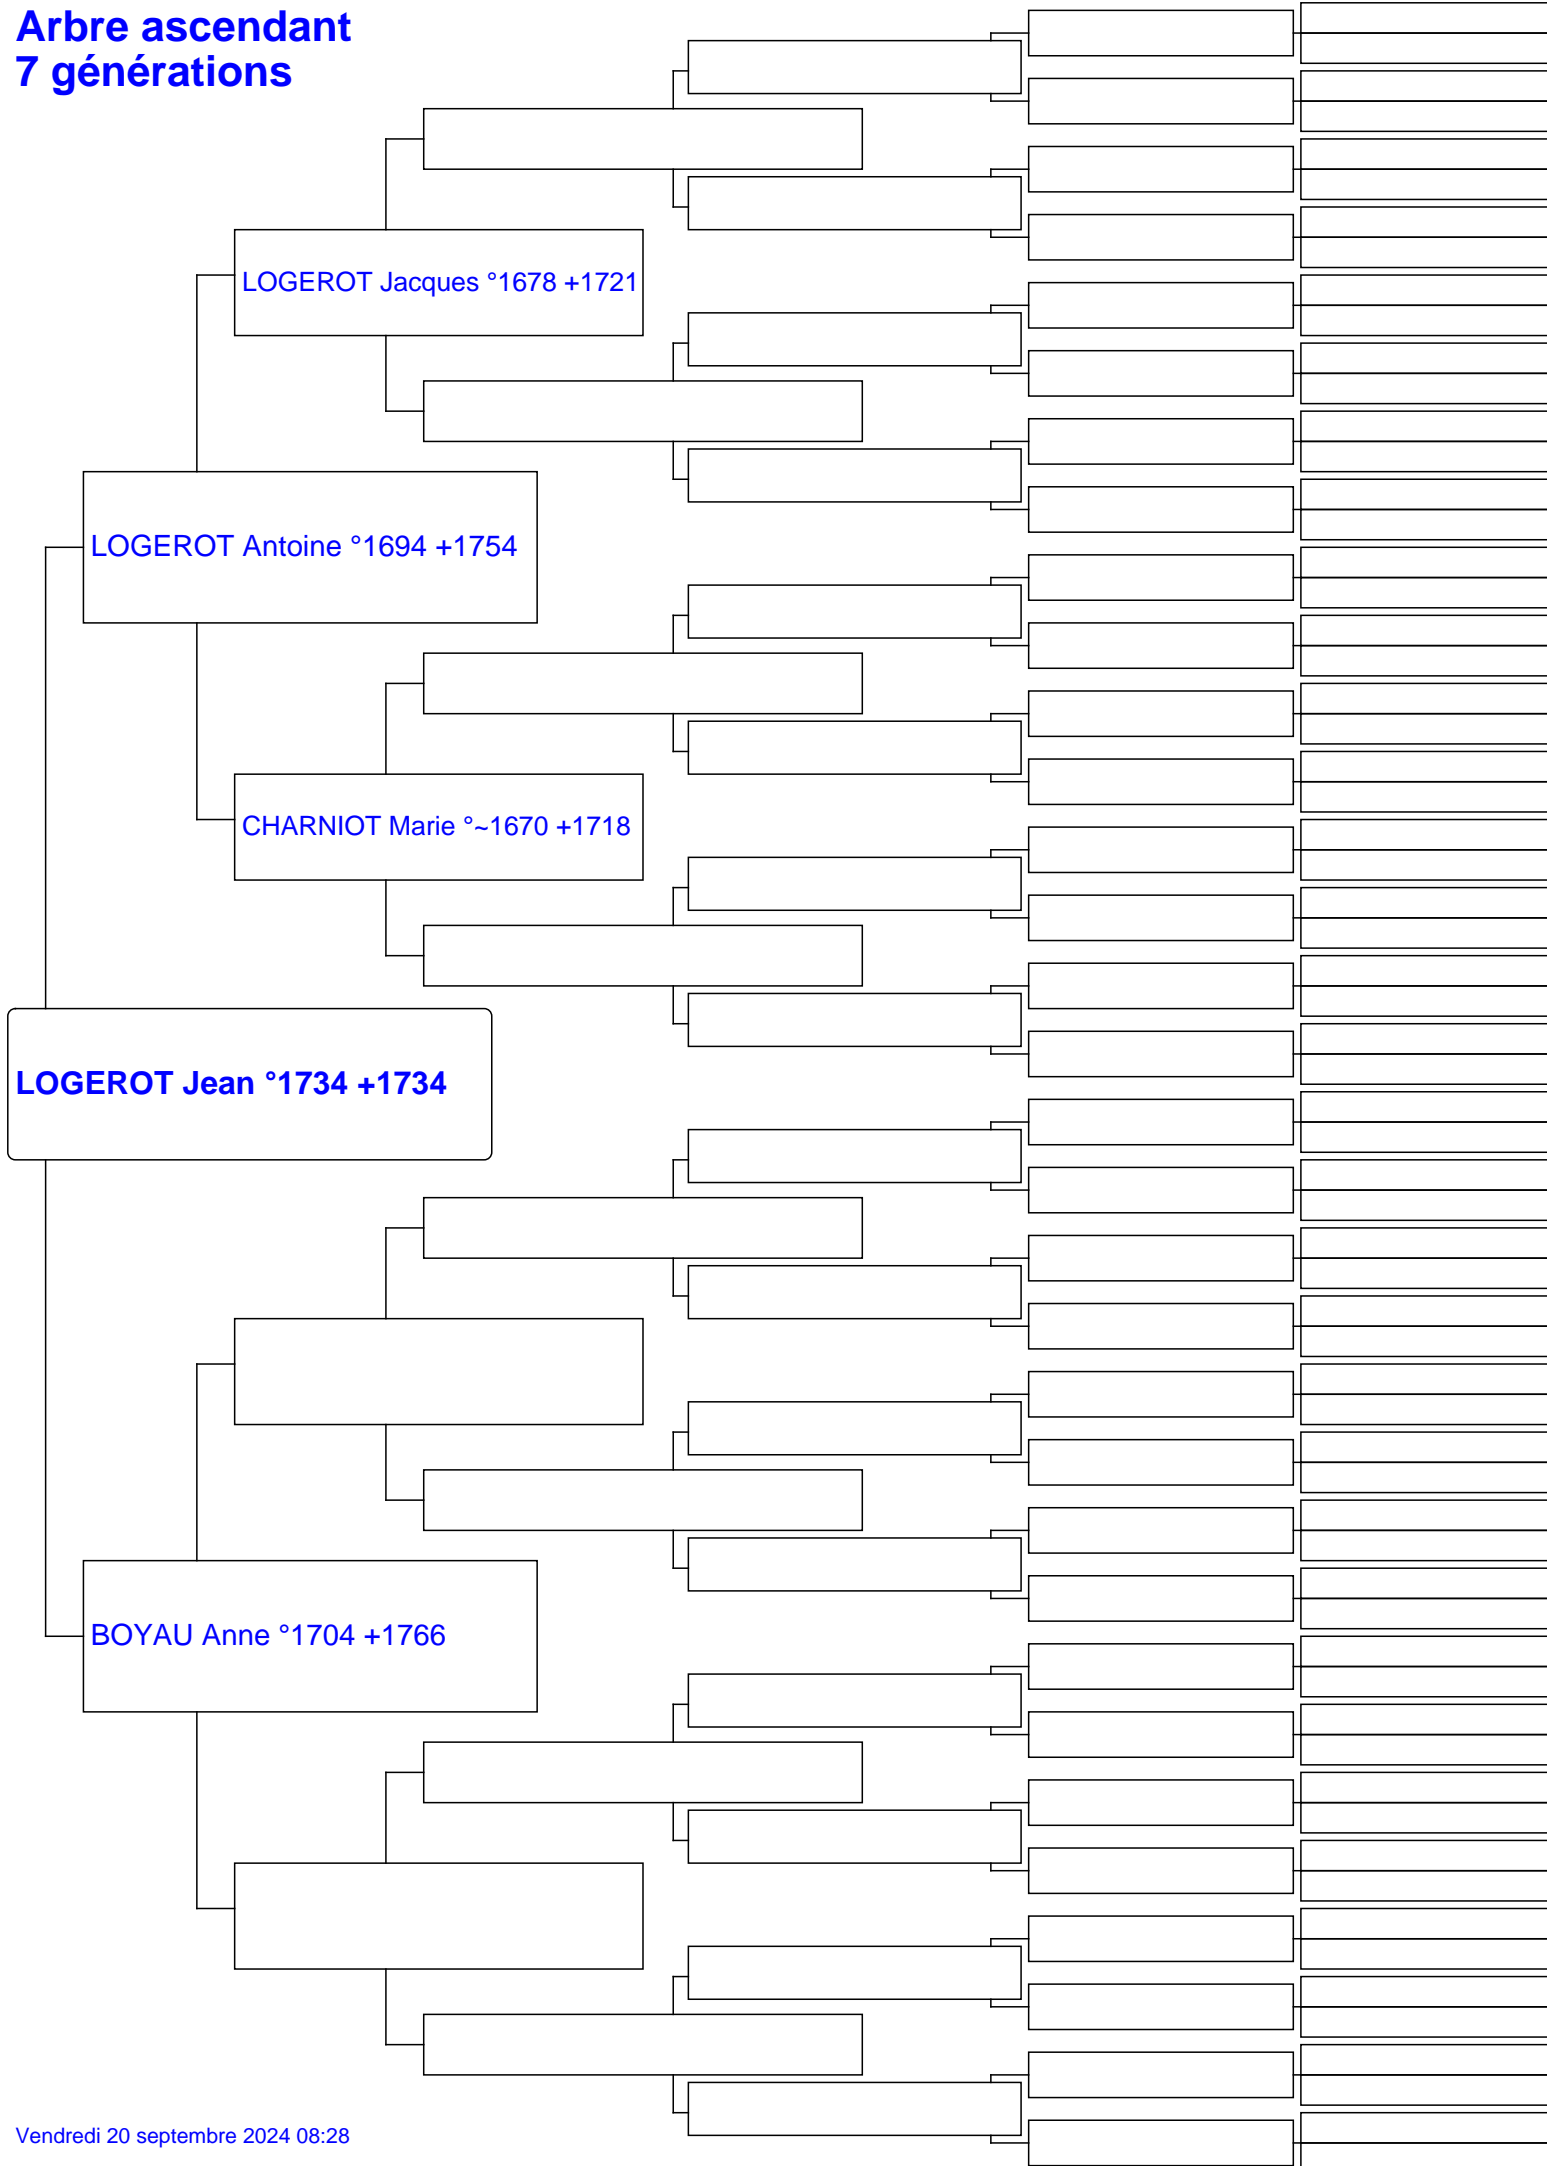 Arbre ascendant
7 générations
LOGEROT Jacques °1678 +1721
LOGEROT Antoine °1694 +1754
CHARNIOT Marie °~1670 +1718
LOGEROT Jean °1734 +1734
BOYAU Anne °1704 +1766
Vendredi 20 septembre 2024 08:28